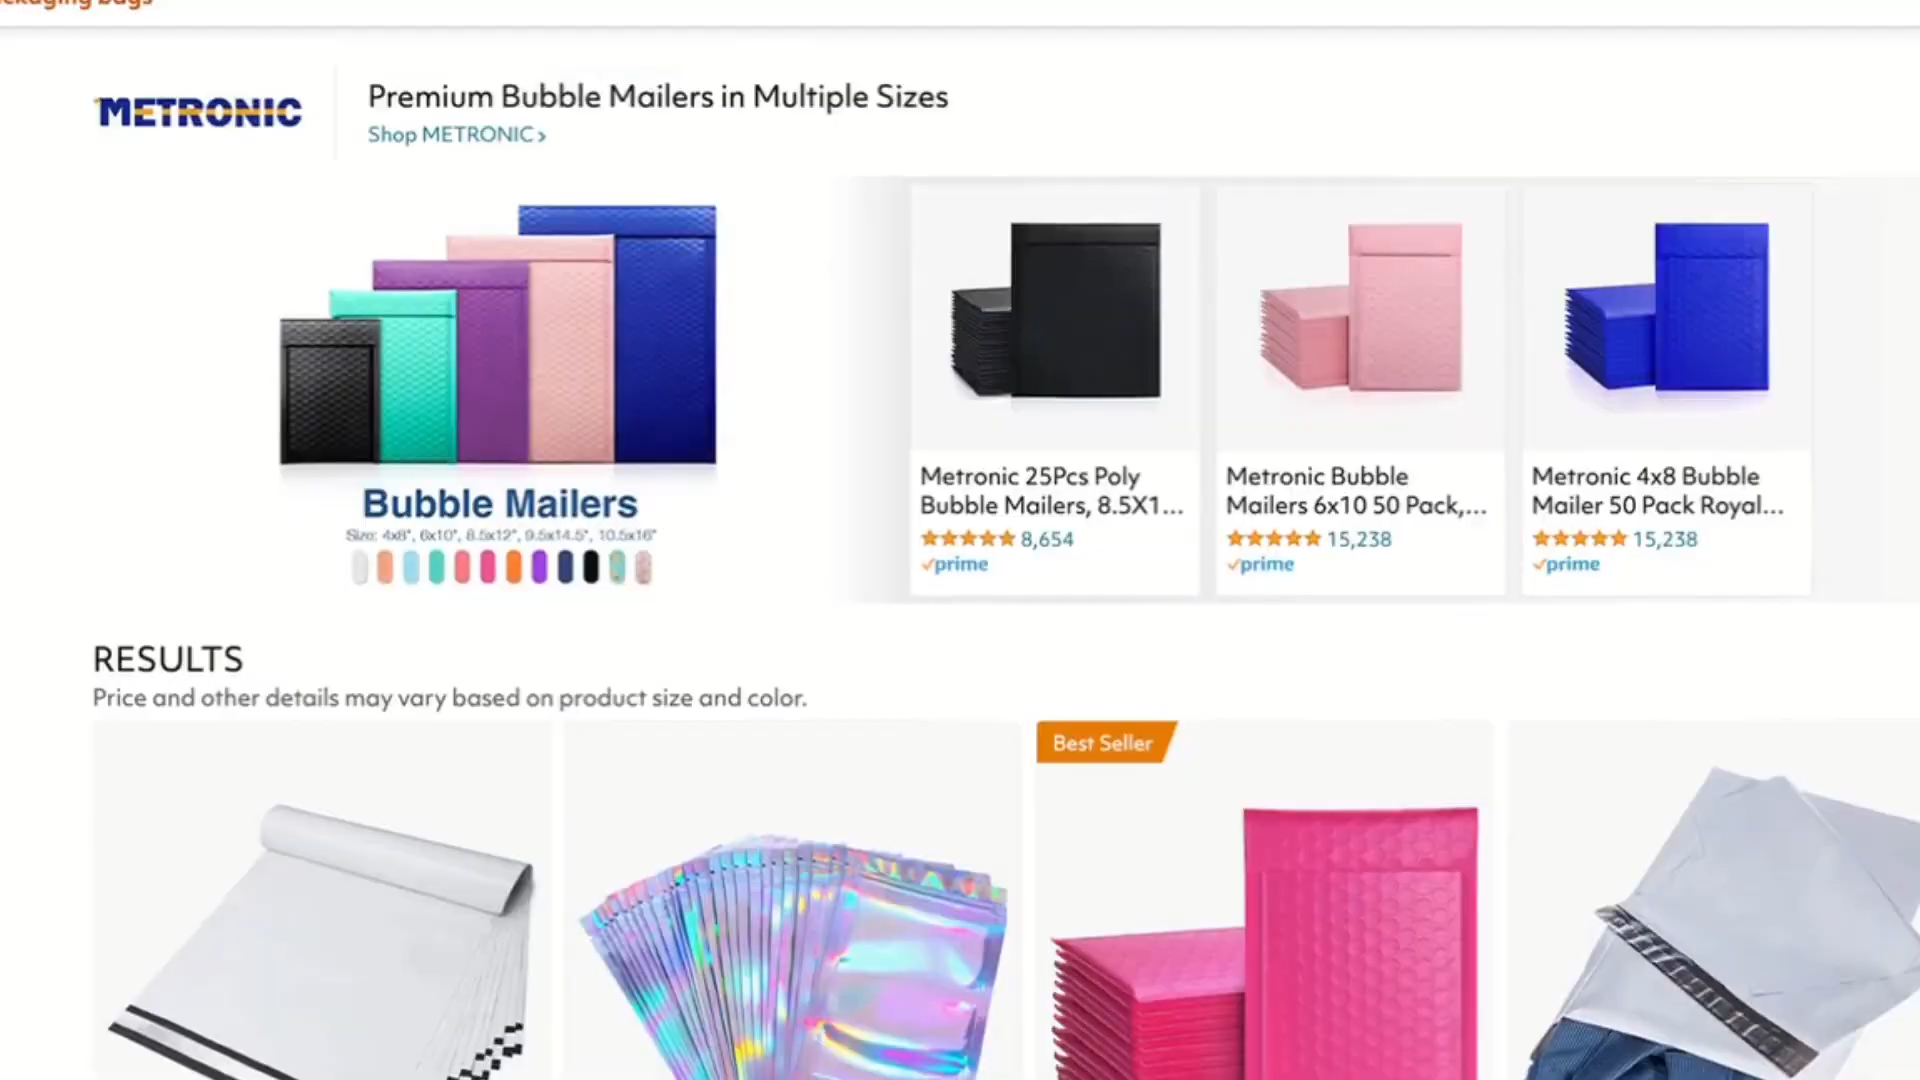 packaging bags
METRONIC
Premium Bubble Mailers in Multiple Sizes
Shop METRONIC ›
Bubble Mailers
Size: 4x8", 6x10", 8.5x12", 9.5x14.5", 10.5x16"
Metronic 25Pcs Poly
Bubble Mailers, 8.5X1...
8,654
prime
Metronic Bubble
Mailers 6x10 50 Pack,...
15,238
prime
Metronic 4x8 Bubble
Mailer 50 Pack Royal...
15,238
prime
RESULTS
Price and other details may vary based on product size and color.
Best Seller